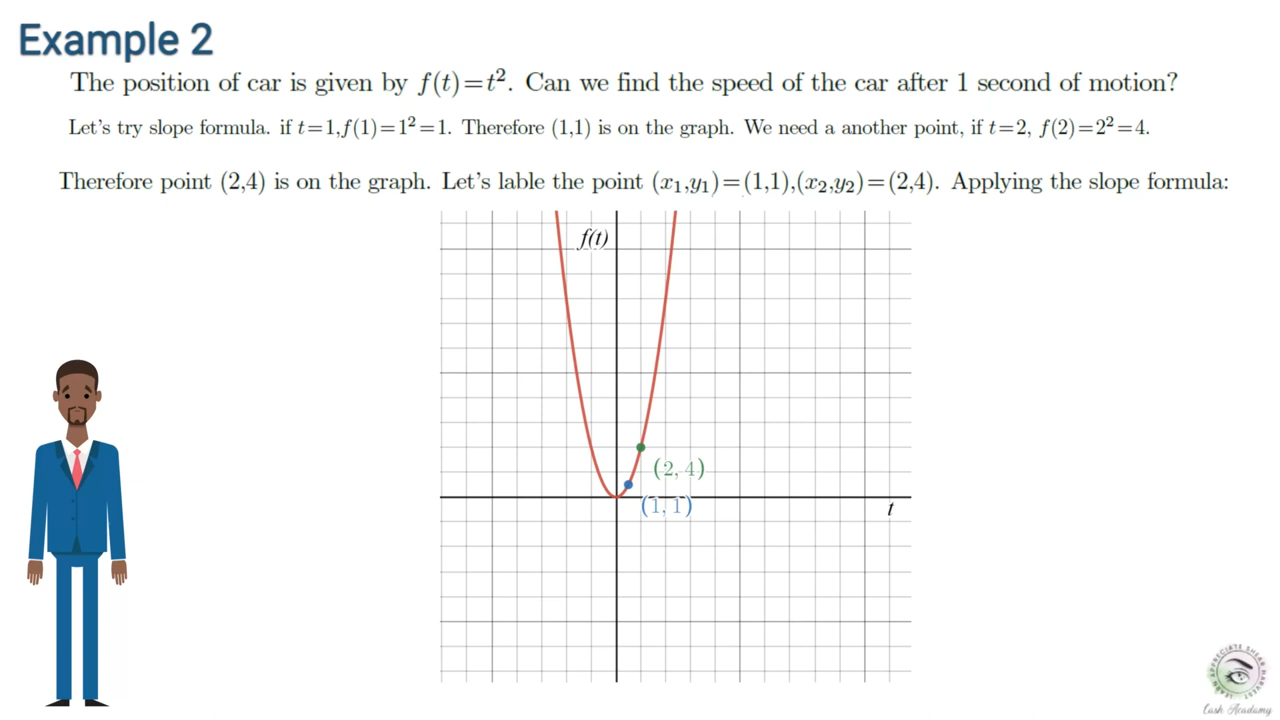 Example 2
The position of car is given by f(t)=t². Can we find the speed of the car after 1 second of motion?
Let's try slope formula. if t=1,f(1)=1²=1. Therefore (1,1) is on the graph. We need a another point, if t=2, f(2)=2²=4.
Therefore point (2,4) is on the graph. Let's lable the point (x₁,y₁)=(1,1),(x₂,y₂)=(2,4). Applying the slope formula:
f(t)
(2, 4)
(1, 1)
t
LEARN APPRECIATE SHEAR HARVEST
Cash Academy